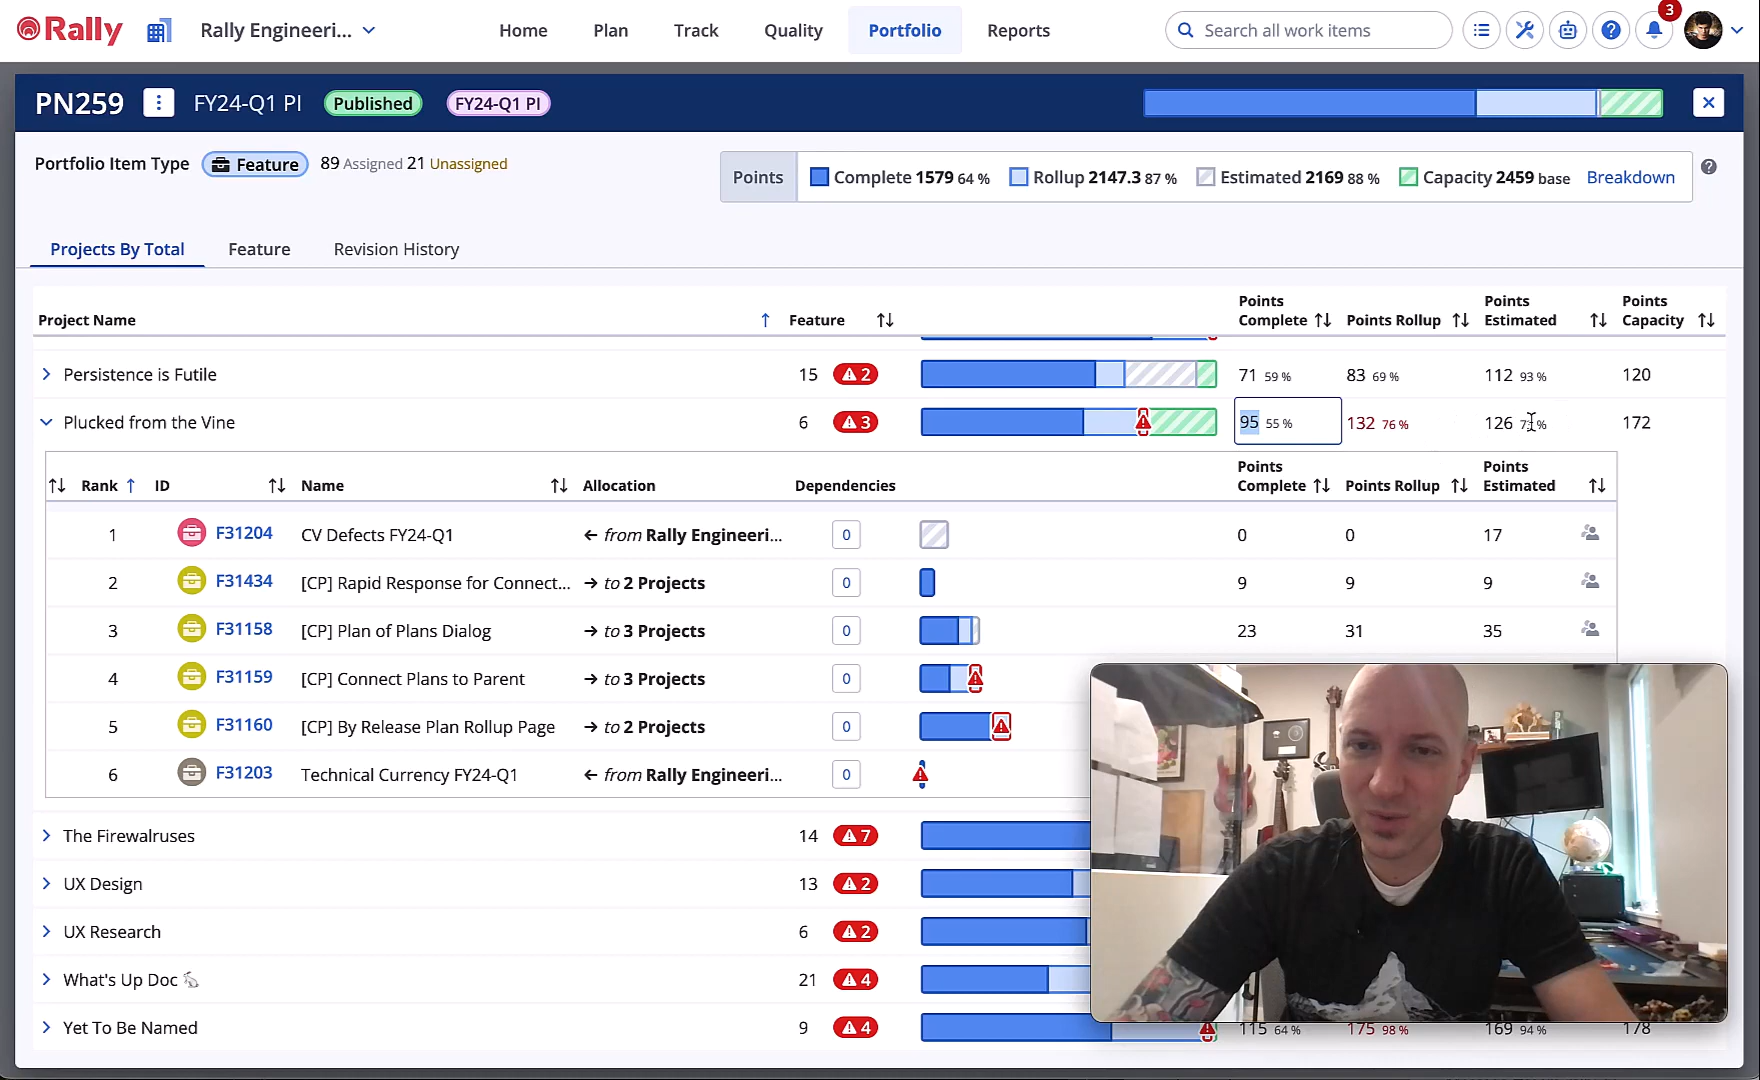 Rally
Rally Engineeri...
Home
Plan
Track
Quality
Portfolio
Reports
Search all work items
3
PN259
FY24-Q1 PI
Published
FY24-Q1 PI
Portfolio Item Type
Feature
89 Assigned 21 Unassigned
Points
Complete 1579 64 %
Rollup 2147.3 87 %
Estimated 2169 88 %
Capacity 2459 base
Breakdown
Projects By Total
Feature
Revision History
Project Name
Feature
Points Complete
Points Rollup
Points Estimated
Points Capacity
Persistence is Futile 15 2 71 59 % 83 69 % 112 93 % 120
Plucked from the Vine 6 3 95 55 % 132 76 % 126 172
Rank
ID
Name
Allocation
Dependencies
Points Complete
Points Rollup
Points Estimated
1 F31204 CV Defects FY24-Q1 ← from Rally Engineeri... 0 0 0 17
2 F31434 [CP] Rapid Response for Connect... → to 2 Projects 0 9 9 9
3 F31158 [CP] Plan of Plans Dialog → to 3 Projects 0 23 31 35
4 F31159 [CP] Connect Plans to Parent → to 3 Projects 0
5 F31160 [CP] By Release Plan Rollup Page → to 2 Projects 0
6 F31203 Technical Currency FY24-Q1 ← from Rally Engineeri... 0
The Firewalruses 14 7
UX Design 13 2
UX Research 6 2
What's Up Doc 21 4
Yet To Be Named 9 4 115 64 % 175 98 % 169 94 % 178